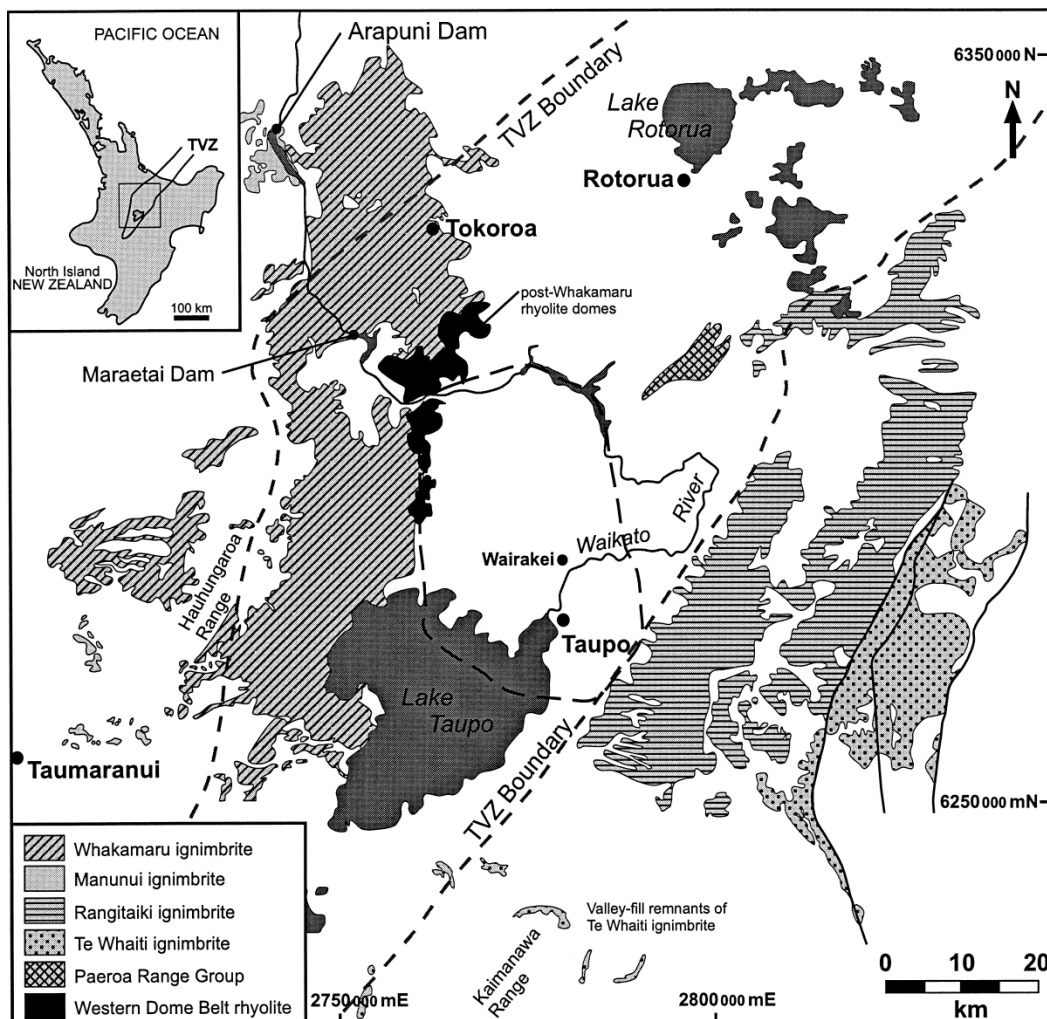 PACIFIC OCEAN
TVZ
North Island
NEW ZEALAND
100 km
Arapuni Dam
TVZ Boundary
Lake
Rotorua
6350 000 mN
N
Rotorua
Tokoroa
post-Whakamaru
rhyolite domes
Maraetai Dam
Hauhungaroa
Range
Waikato
River
Wairakei
Taupo
Lake
Taupo
Taumaranui
TVZ Boundary
6250 000 mN
Whakamaru ignimbrite
Manunui ignimbrite
Rangitaiki ignimbrite
Te Whaiti ignimbrite
Paeroa Range Group
Western Dome Belt rhyolite
Valley-fill remnants of
Te Whaiti ignimbrite
Kaimanawa
Range
2750 000 mE
2800 000 mE
0 10 20
km